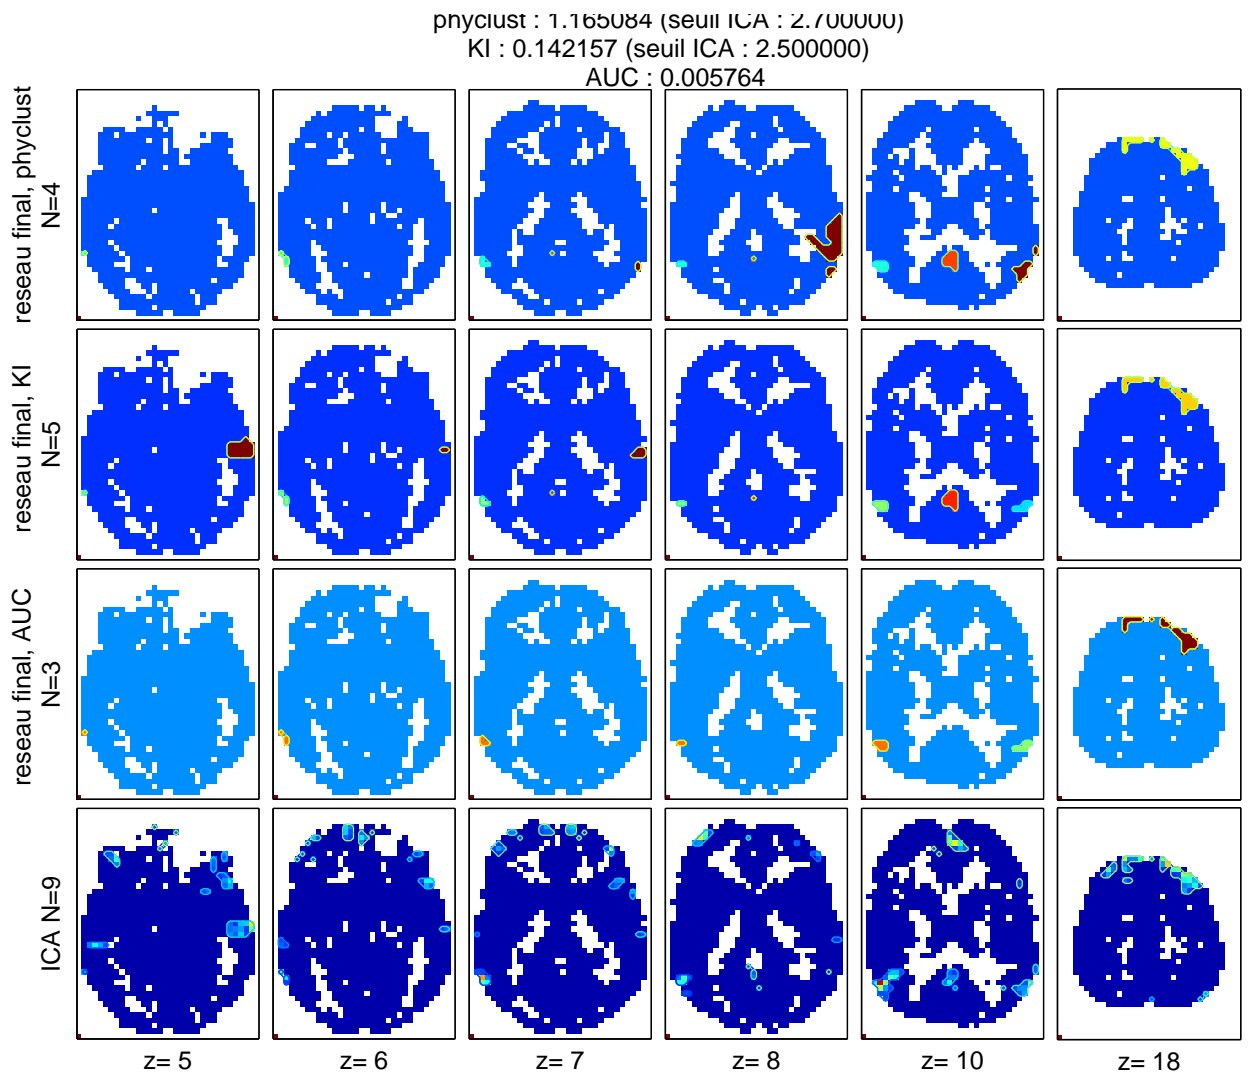 phyclust : 1.165084 (seuil ICA : 2.700000)
KI : 0.142157 (seuil ICA : 2.500000)
AUC : 0.005764
reseau final, phyclust
N=4
reseau final, KI
N=5
reseau final, AUC
N=3
ICA N=9
z= 5
z= 6
z= 7
z= 8
z= 10
z= 18